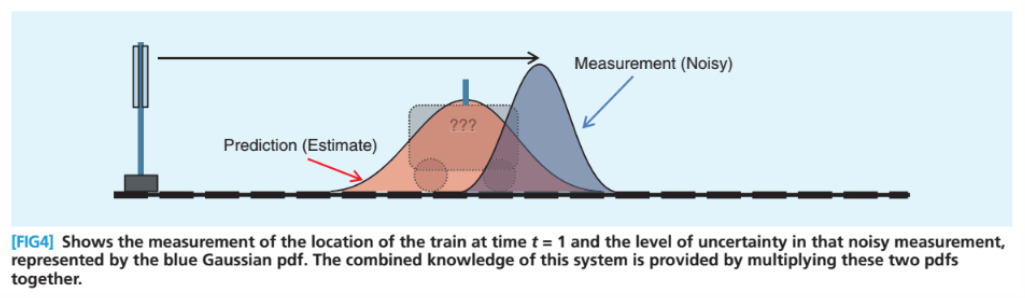 Measurement (Noisy)
???
Prediction (Estimate)
[FIG4] Shows the measurement of the location of the train at time t = 1 and the level of uncertainty in that noisy measurement,
represented by the blue Gaussian pdf. The combined knowledge of this system is provided by multiplying these two pdfs
together.